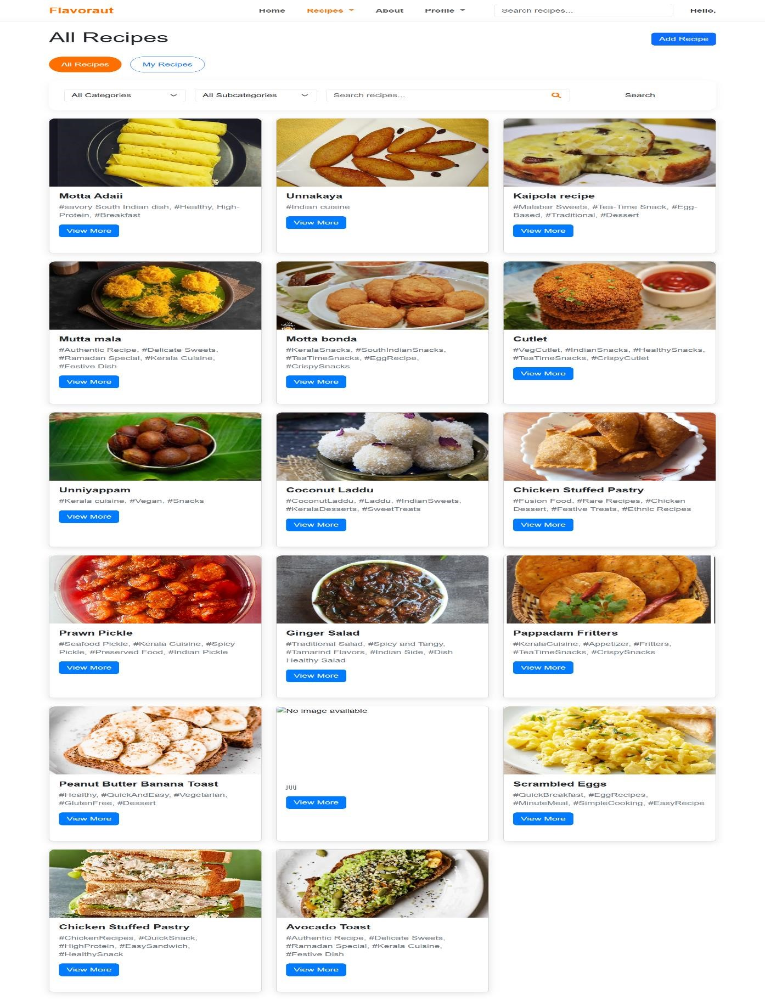 Flavoraut
Home
Recipes
About
Profile
Search recipes...
Hello,
All Recipes
Add Recipe
All Recipes
My Recipes
All Categories
All Subcategories
Search recipes...
Search
Motta Adaii
#savory South Indian dish, #Healthy, High-
Protein, #Breakfast
View More
Unnakaya
#Indian cuisine
View More
Kaipola recipe
#Malabar Sweets, #Tea-Time Snack, #Egg-
Based, #Traditional, #Dessert
View More
Mutta mala
#Authentic Recipe, #Delicate Sweets,
#Ramadan Special, #Kerala Cuisine,
#Festive Dish
View More
Motta bonda
#KeralaSnacks, #SouthIndianSnacks,
#TeaTimeSnacks, #EggRecipe,
#CrispySnacks
View More
Cutlet
#VegCutlet, #IndianSnacks, #HealthySnacks,
#TeaTimeSnacks, #CrispyCutlet
View More
Unniyappam
#Kerala cuisine, #Vegan, #Snacks
View More
Coconut Laddu
#CoconutLaddu, #Laddu, #IndianSweets,
#KeralaDesserts, #SweetTreats
View More
Chicken Stuffed Pastry
#Fusion Food, #Rare Recipes, #Chicken
Dessert, #Festive Treats, #Ethnic Recipes
View More
Prawn Pickle
#Seafood Pickle, #Kerala Cuisine, #Spicy
Pickle, #Preserved Food, #Indian Pickle
View More
Ginger Salad
#Traditional Salad, #Spicy and Tangy,
#Tamarind Flavors, #Indian Side, #Dish
Healthy Salad
View More
Pappadam Fritters
#KeralaCuisine, #Appetizer, #Fritters,
#TeaTimeSnacks, #CrispySnacks
View More
Peanut Butter Banana Toast
#Healthy, #QuickAndEasy, #Vegetarian,
#GlutenFree, #Dessert
View More
No image available
jijij
View More
Scrambled Eggs
#QuickBreakfast, #EggRecipes,
#MinuteMeal, #SimpleCooking, #EasyRecipe
View More
Chicken Stuffed Pastry
#ChickenRecipes, #QuickSnack,
#HighProtein, #EasySandwich,
#HealthySnack
View More
Avocado Toast
#Authentic Recipe, #Delicate Sweets,
#Ramadan Special, #Kerala Cuisine,
#Festive Dish
View More